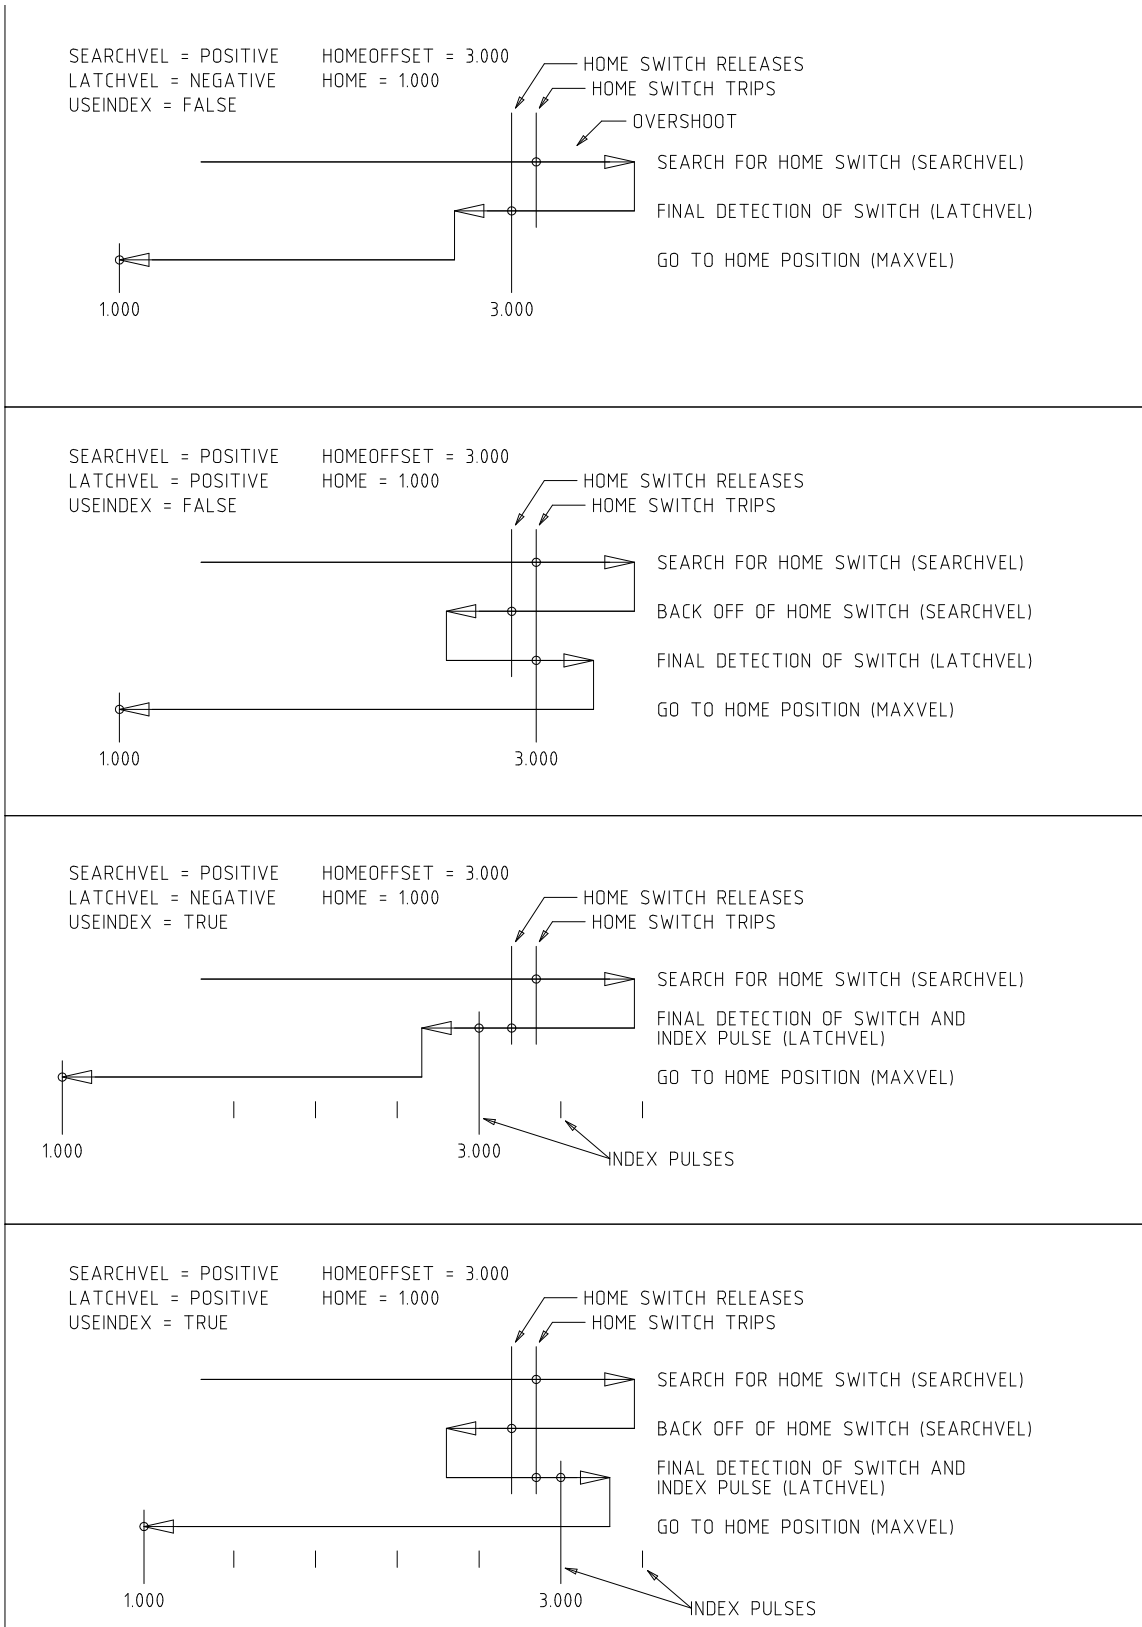 SEARCHVEL = POSITIVE HOMEOFFSET = 3.000
LATCHVEL = NEGATIVE HOME = 1.000
USEINDEX = FALSE
HOME SWITCH RELEASES
HOME SWITCH TRIPS
OVERSHOOT
SEARCH FOR HOME SWITCH (SEARCHVEL)
FINAL DETECTION OF SWITCH (LATCHVEL)
GO TO HOME POSITION (MAXVEL)
1.000 3.000
SEARCHVEL = POSITIVE HOMEOFFSET = 3.000
LATCHVEL = POSITIVE HOME = 1.000
USEINDEX = FALSE
HOME SWITCH RELEASES
HOME SWITCH TRIPS
SEARCH FOR HOME SWITCH (SEARCHVEL)
BACK OFF OF HOME SWITCH (SEARCHVEL)
FINAL DETECTION OF SWITCH (LATCHVEL)
GO TO HOME POSITION (MAXVEL)
1.000 3.000
SEARCHVEL = POSITIVE HOMEOFFSET = 3.000
LATCHVEL = NEGATIVE HOME = 1.000
USEINDEX = TRUE
HOME SWITCH RELEASES
HOME SWITCH TRIPS
SEARCH FOR HOME SWITCH (SEARCHVEL)
FINAL DETECTION OF SWITCH AND
INDEX PULSE (LATCHVEL)
GO TO HOME POSITION (MAXVEL)
1.000 3.000
INDEX PULSES
SEARCHVEL = POSITIVE HOMEOFFSET = 3.000
LATCHVEL = POSITIVE HOME = 1.000
USEINDEX = TRUE
HOME SWITCH RELEASES
HOME SWITCH TRIPS
SEARCH FOR HOME SWITCH (SEARCHVEL)
BACK OFF OF HOME SWITCH (SEARCHVEL)
FINAL DETECTION OF SWITCH AND
INDEX PULSE (LATCHVEL)
GO TO HOME POSITION (MAXVEL)
1.000 3.000
INDEX PULSES